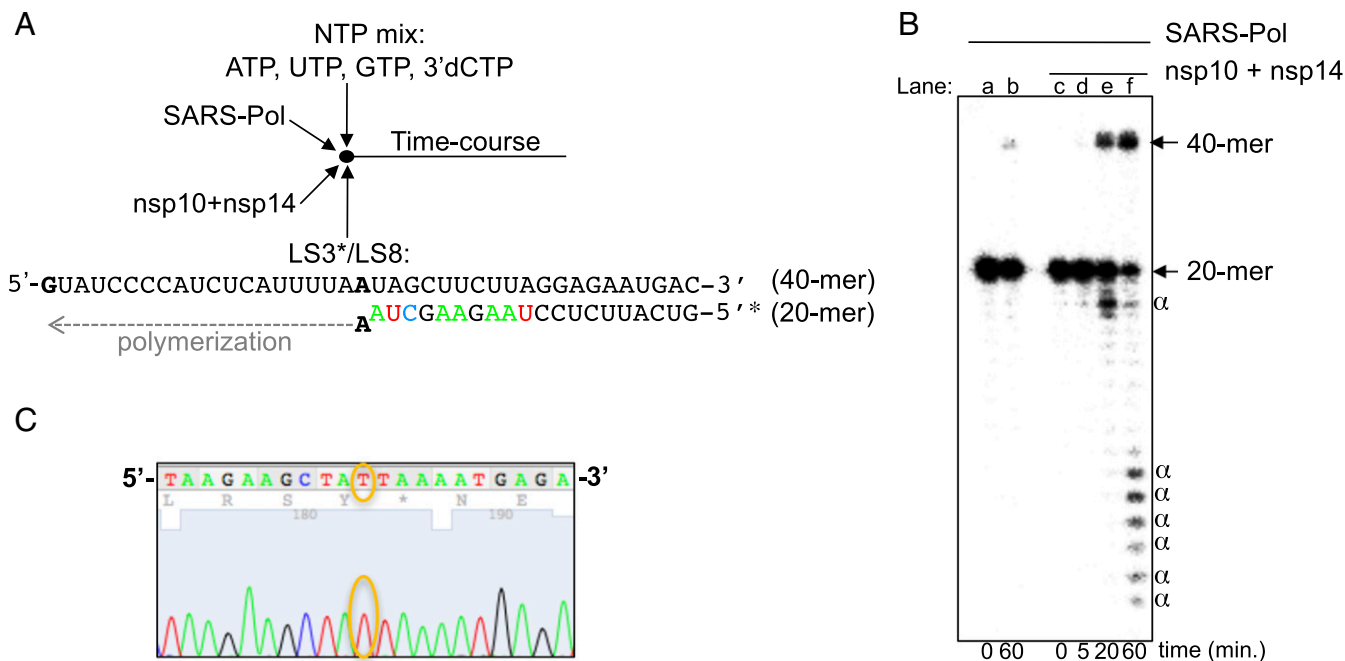 A
NTP mix:
ATP, UTP, GTP, 3'dCTP
SARS-Pol
Time-course
nsp10+nsp14
LS3*/LS8:
5'-GUAUCCCCAUCUCAUUUUAAUAGCUUCUUAGGAGAAUGAC-3' (40-mer)
AUCGAAGAAUCCUCUUACUG-5'* (20-mer)
A
polymerization
B
SARS-Pol
nsp10 + nsp14
Lane: a b c d e f
40-mer
20-mer
α
α
α
α
α
α
α
0 60 0 5 20 60 time (min.)
C
5'- TAAGAAGCTATTAAAATGAGA -3'
L R S Y * N E
180 190